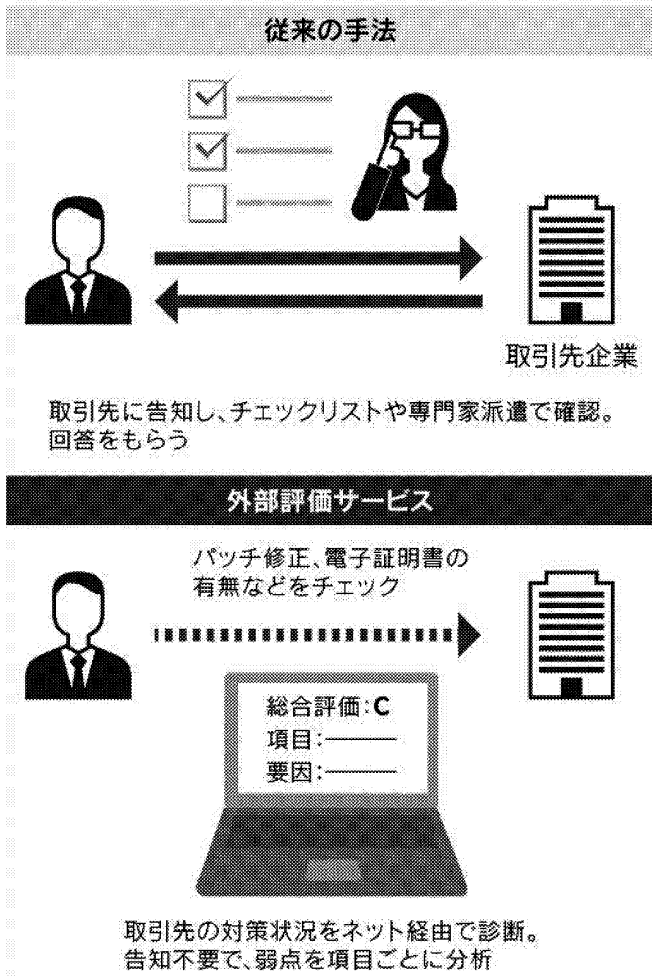 従来の手法
取引先企業
取引先に告知し、チェックリストや専門家派遣で確認。
回答をもらう
外部評価サービス
パッチ修正、電子証明書の
有無などをチェック
総合評価:C
項目:
要因:
取引先の対策状況をネット経由で診断。
告知不要で、弱点を項目ごとに分析